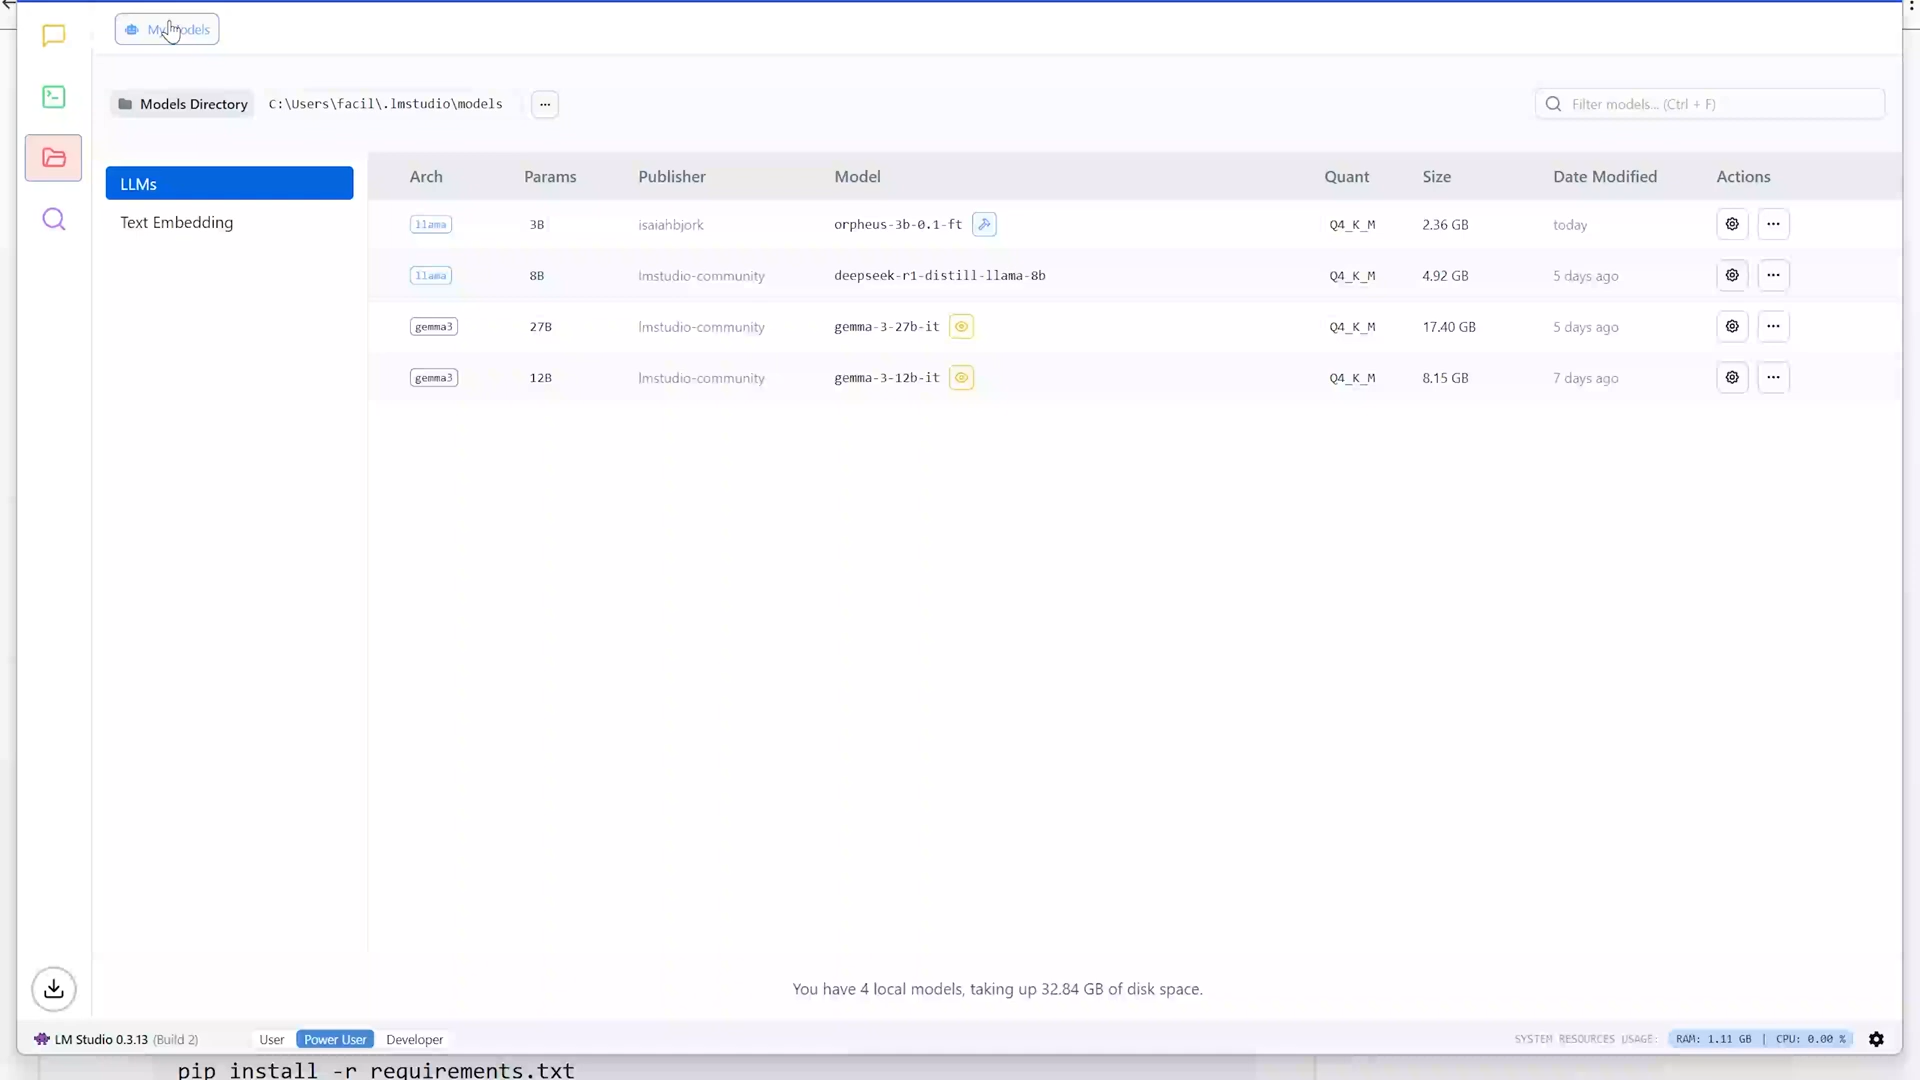 My Models
Models Directory C:\Users\facil\.lmstudio\models ...
Filter models... (Ctrl + F)
LLMs
Text Embedding
Arch Params Publisher Model Quant Size Date Modified Actions
llama 3B isaiahbjork orpheus-3b-0.1-ft Q4_K_M 2.36 GB today
llama 8B lmstudio-community deepseek-r1-distill-llama-8b Q4_K_M 4.92 GB 5 days ago
gemma3 27B lmstudio-community gemma-3-27b-it Q4_K_M 17.40 GB 5 days ago
gemma3 12B lmstudio-community gemma-3-12b-it Q4_K_M 8.15 GB 7 days ago
You have 4 local models, taking up 32.84 GB of disk space.
LM Studio 0.3.13 (Build 2) User Power User Developer SYSTEM RESOURCES USAGE: RAM: 1.11 GB | CPU: 0.00 %
pip install -r requirements.txt